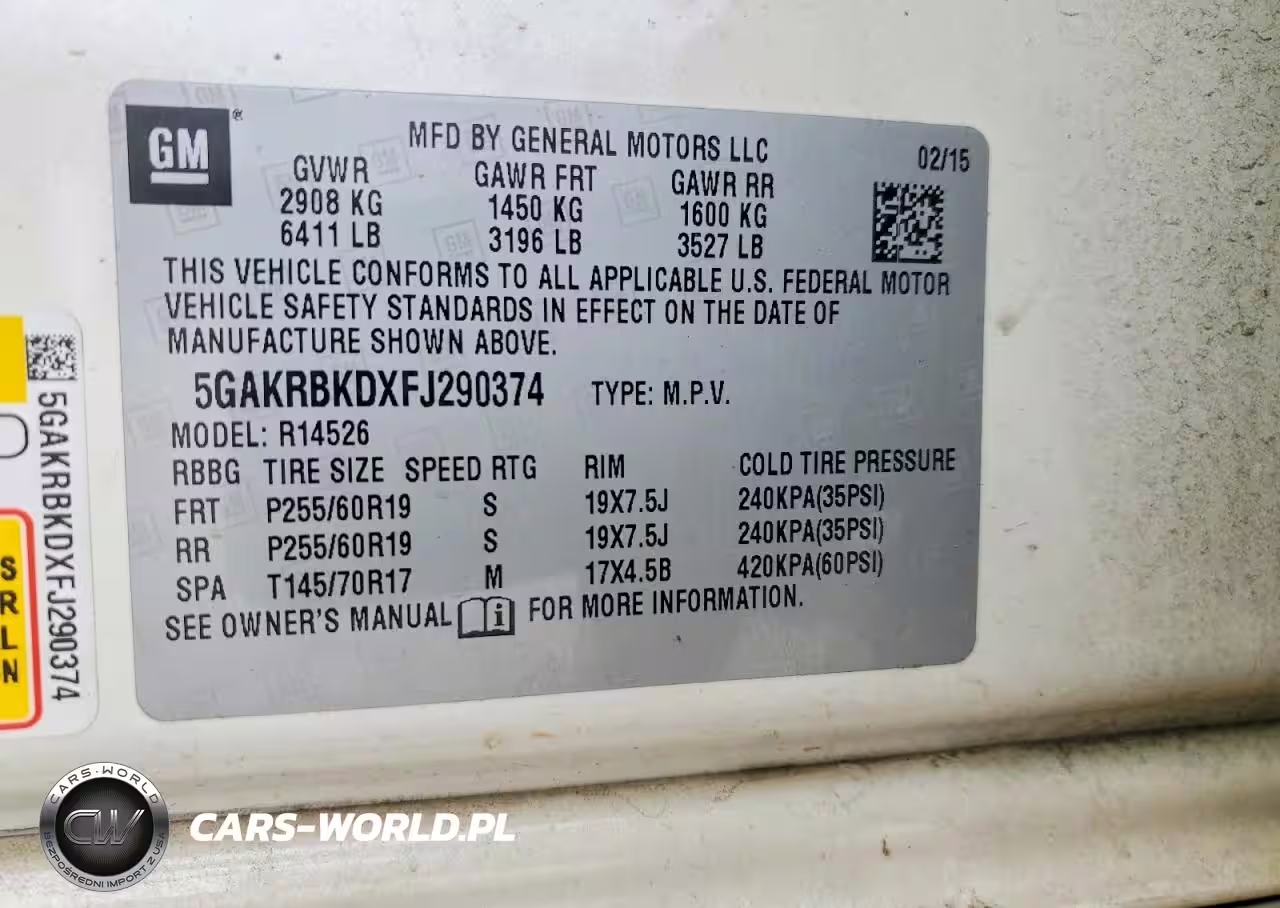 GM
MFD BY GENERAL MOTORS LLC 02/15
GVWR GAWR FRT GAWR RR
2908 KG 1450 KG 1600 KG
6411 LB 3196 LB 3527 LB
THIS VEHICLE CONFORMS TO ALL APPLICABLE U.S. FEDERAL MOTOR
VEHICLE SAFETY STANDARDS IN EFFECT ON THE DATE OF
MANUFACTURE SHOWN ABOVE.
5GAKRBKDXFJ290374 TYPE: M.P.V.
MODEL: R14526
RBBG TIRE SIZE SPEED RTG RIM COLD TIRE PRESSURE
FRT P255/60R19 S 19X7.5J 240KPA(35PSI)
RR P255/60R19 S 19X7.5J 240KPA(35PSI)
SPA T145/70R17 M 17X4.5B 420KPA(60PSI)
SEE OWNER'S MANUAL i FOR MORE INFORMATION.
5GAKRBKDXFJ290374
S
R
L
N
CARS-WORLD
CW
BEZPOŚREDNI IMPORT Z USA
CARS-WORLD.PL